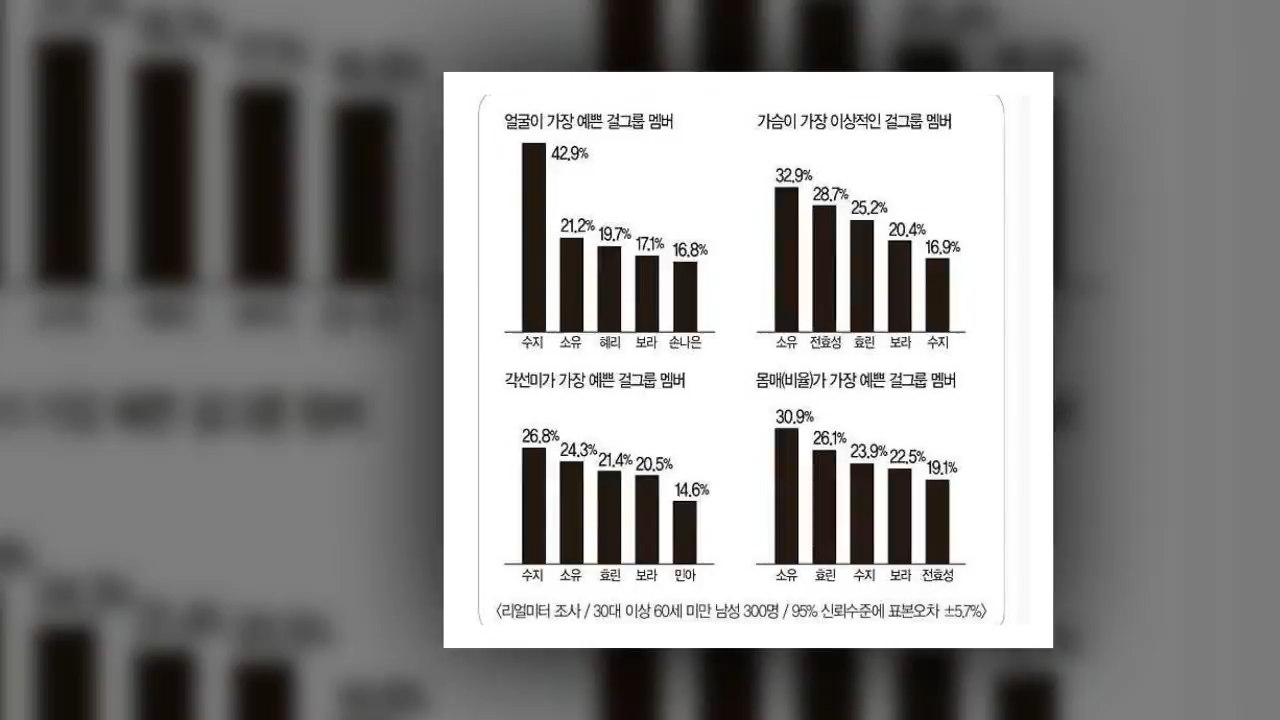 얼굴이 가장 예쁜 걸그룹 멤버
42.9%
21.2%
19.7%
17.1%
16.8%
수지 소유 혜리 보라 손나은
가슴이 가장 이상적인 걸그룹 멤버
32.9%
28.7%
25.2%
20.4%
16.9%
소유 전효성 효린 보라 수지
각선미가 가장 예쁜 걸그룹 멤버
26.8%
24.3%
21.4%
20.5%
14.6%
수지 소유 효린 보라 민아
몸매(비율)가 가장 예쁜 걸그룹 멤버
30.9%
26.1%
23.9%
22.5%
19.1%
소유 효린 수지 보라 전효성
〈리얼미터 조사 / 30대 이상 60세 미만 남성 300명 / 95% 신뢰수준에 표본오차 ±5.7%〉